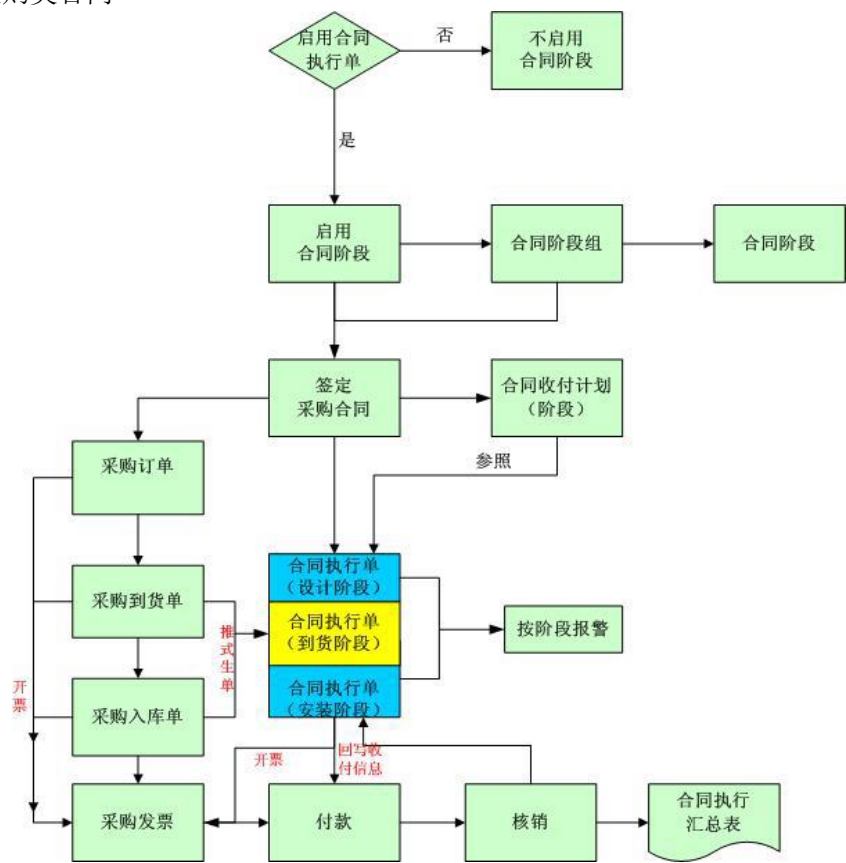 启用合同
执行单
否
不启用
合同阶段
是
启用
合同阶段
合同阶段组
合同阶段
签定
采购合同
合同收付计划
（阶段）
采购订单
参照
合同执行单
（设计阶段）
采购到货单
推式生单
合同执行单
（到货阶段）
按阶段报警
开票
采购入库单
合同执行单
（安装阶段）
开票
回写收
付信息
采购发票
付款
核销
合同执行
汇总表